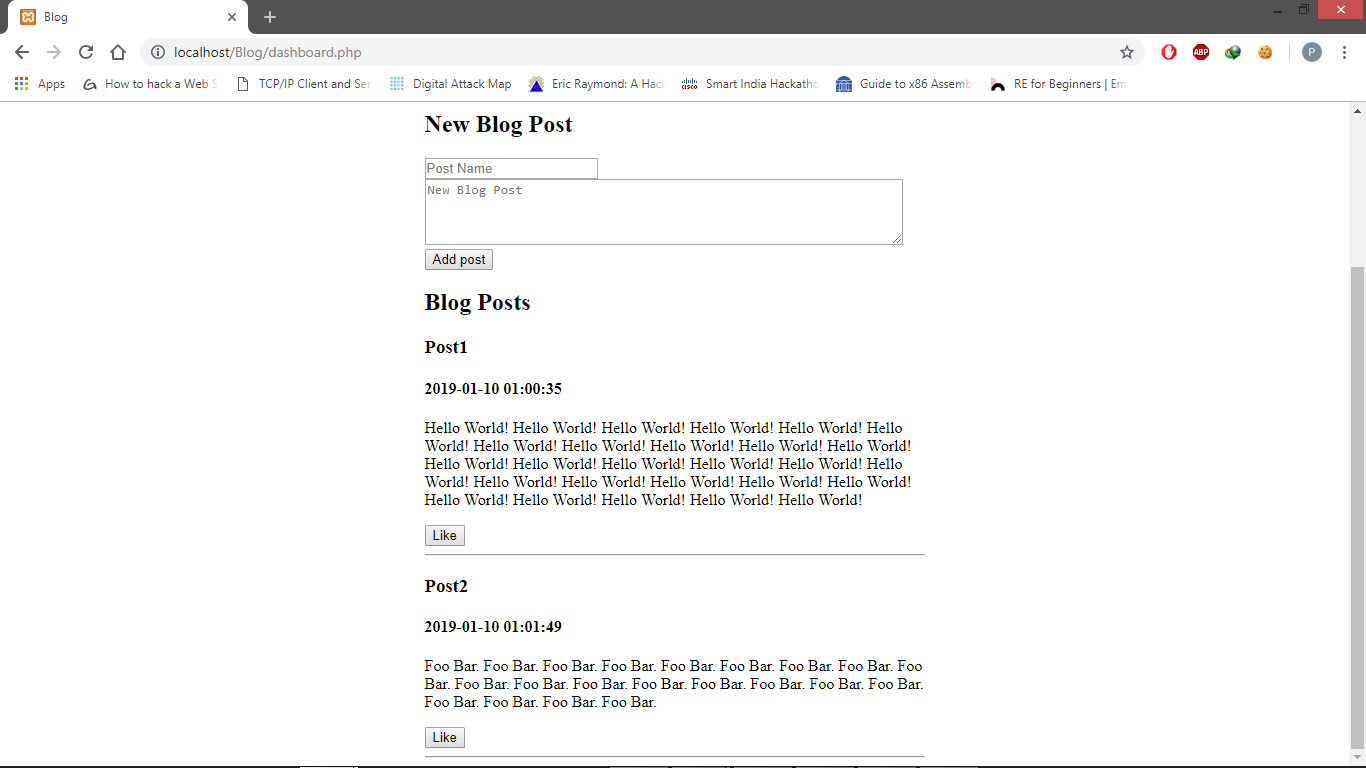 Blog
localhost/Blog/dashboard.php
ABP
P
Apps
How to hack a Web S
TCP/IP Client and Ser
Digital Attack Map
Eric Raymond: A Hac
cisco
Smart India Hackatho
Guide to x86 Assemb
RE for Beginners | Em
New Blog Post
Post Name
New Blog Post
Add post
Blog Posts
Post1
2019-01-10 01:00:35
Hello World! Hello World! Hello World! Hello World! Hello World! Hello
World! Hello World! Hello World! Hello World! Hello World! Hello World!
Hello World! Hello World! Hello World! Hello World! Hello World! Hello
World! Hello World! Hello World! Hello World! Hello World! Hello World!
Hello World! Hello World! Hello World! Hello World! Hello World!
Like
Post2
2019-01-10 01:01:49
Foo Bar. Foo Bar. Foo Bar. Foo Bar. Foo Bar. Foo Bar. Foo Bar. Foo Bar. Foo
Bar. Foo Bar. Foo Bar. Foo Bar. Foo Bar. Foo Bar. Foo Bar. Foo Bar. Foo Bar.
Foo Bar. Foo Bar. Foo Bar. Foo Bar.
Like